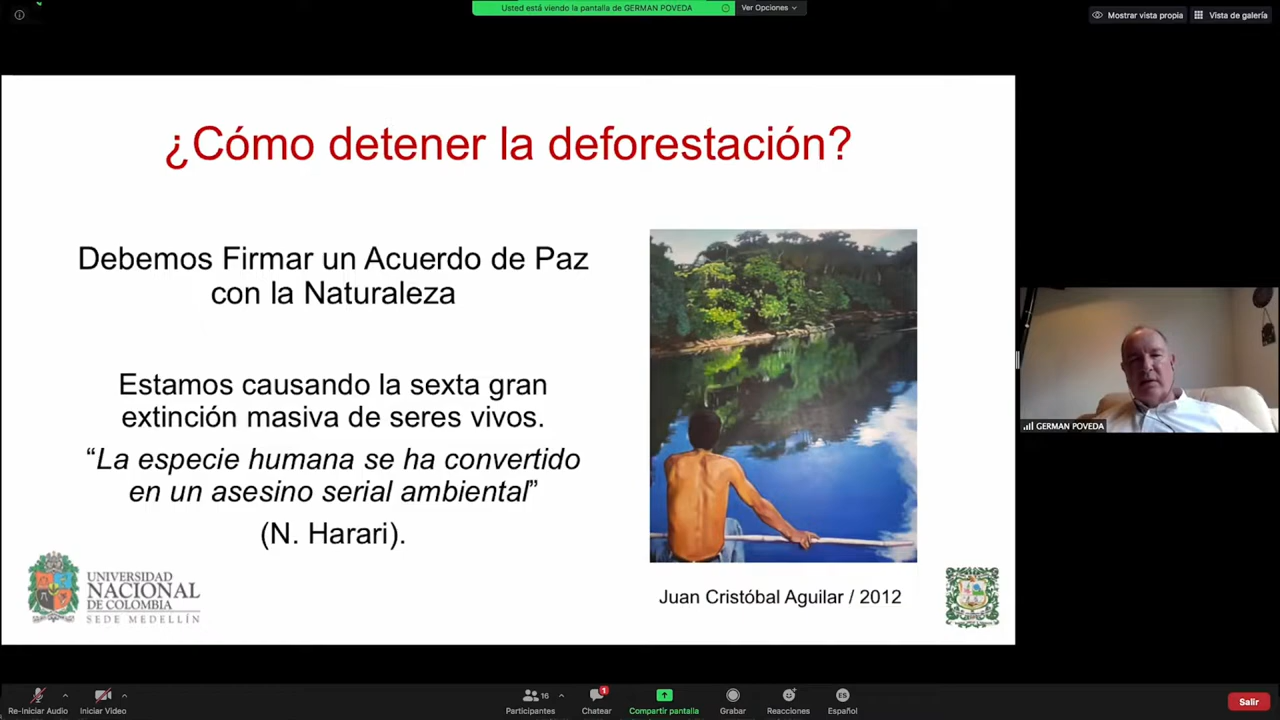 Usted está viendo la pantalla de GERMAN POVEDA
Ver Opciones
Mostrar vista propia
Vista de galería
¿Cómo detener la deforestación?
Debemos Firmar un Acuerdo de Paz
con la Naturaleza
Estamos causando la sexta gran
extinción masiva de seres vivos.
“La especie humana se ha convertido
en un asesino serial ambiental”
(N. Harari).
UNIVERSIDAD
NACIONAL
DE COLOMBIA
SEDE MEDELLÍN
Juan Cristóbal Aguilar / 2012
GERMAN POVEDA
Re-Iniciar Audio
Iniciar Video
16
Participantes
1
Chatear
Compartir pantalla
Grabar
Reacciones
ES
Español
Salir